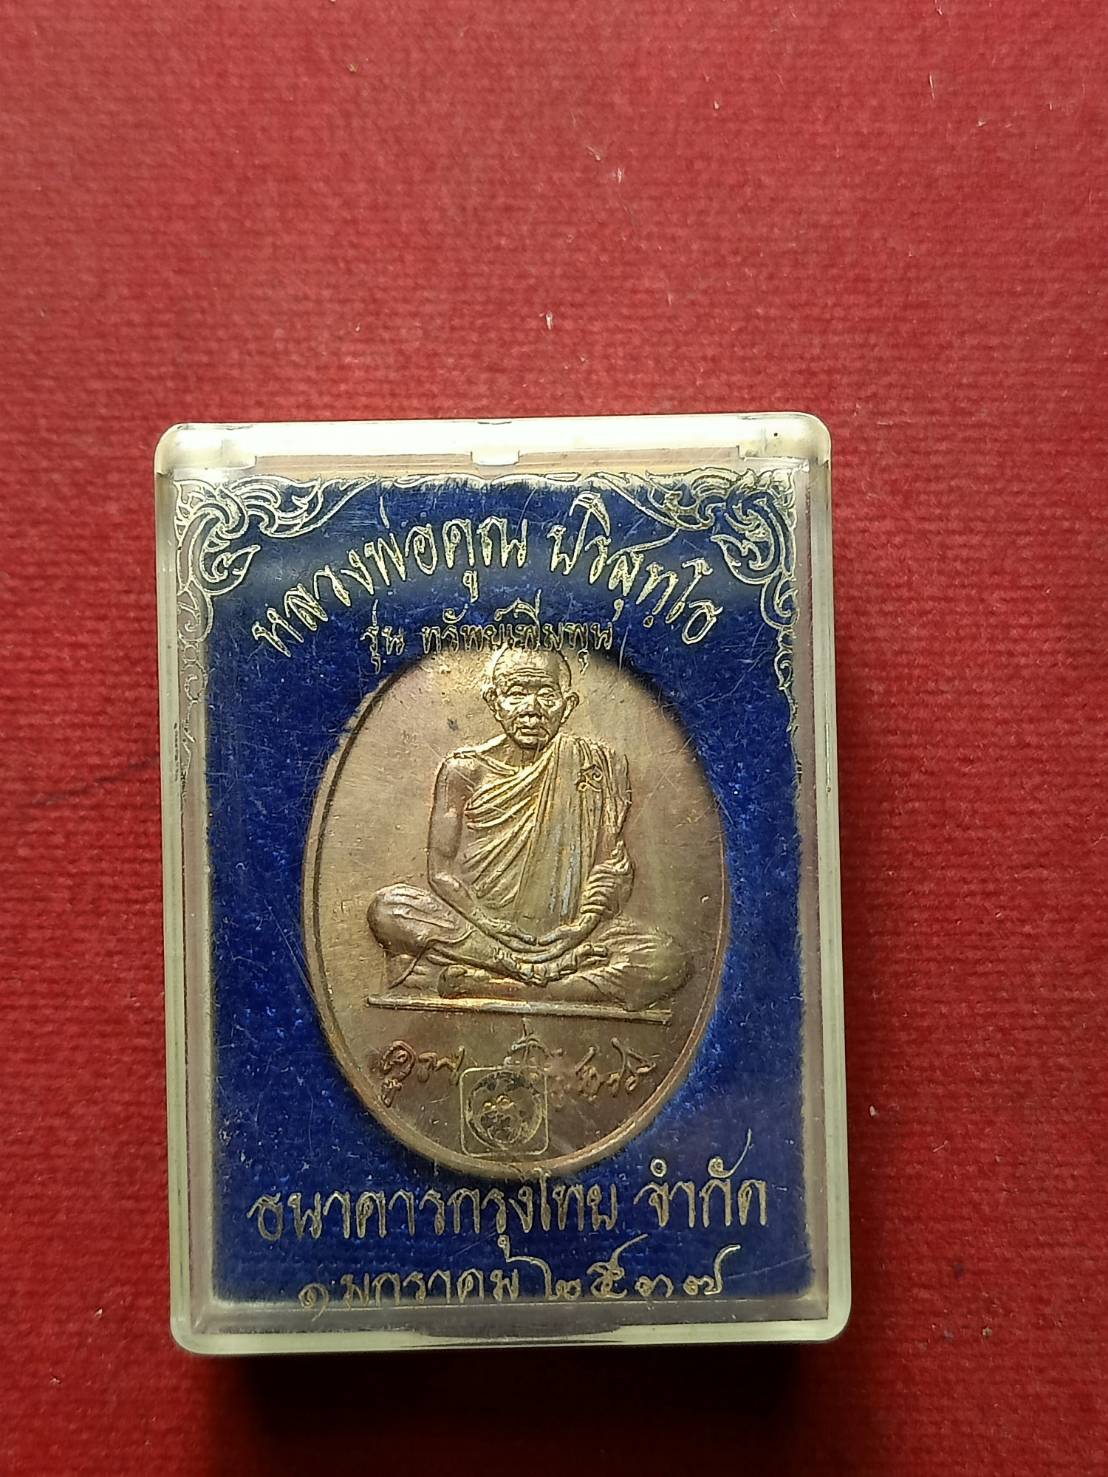 หลวงพ่อคูณ ปริสุทฺโธ
รุ่น ทรัพย์เพิ่มพูน
ธนาคารกรุงไทย จำกัด
๑ มกราคม ๒๕๓๗